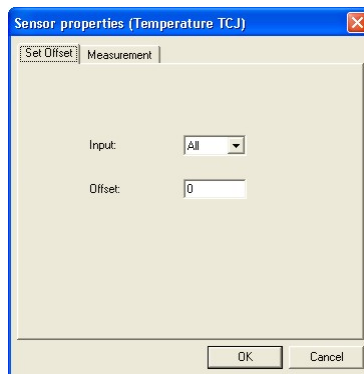 Sensor properties (Temperature TCJ)
Set Offset Measurement
Input: All
Offset: 0
OK Cancel